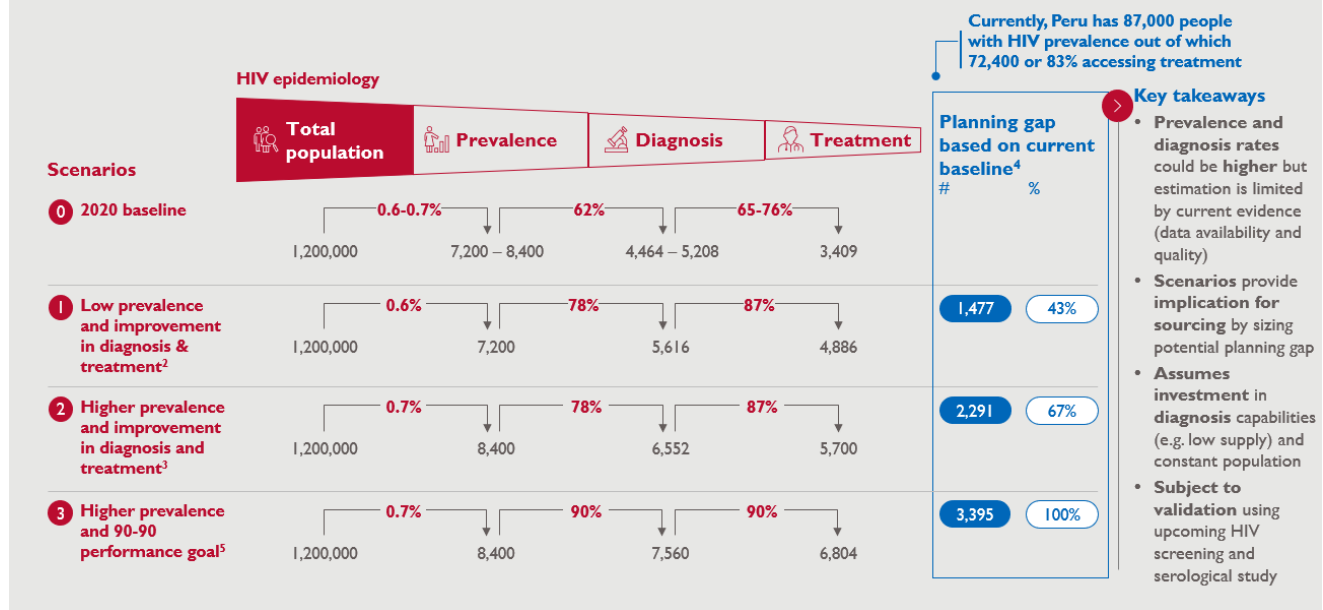 Currently, Peru has 87,000 people
with HIV prevalence out of which
72,400 or 83% accessing treatment
HIV epidemiology
Total
population
Prevalence
Diagnosis
Treatment
Scenarios
Planning gap
based on current
baseline4
# %
0 2020 baseline
0.6-0.7% 62% 65-76%
1,200,000 7,200 – 8,400 4,464 – 5,208 3,409
1 Low prevalence
and improvement
in diagnosis &
treatment2
0.6% 78% 87%
1,200,000 7,200 5,616 4,886
1,477 43%
2 Higher prevalence
and improvement
in diagnosis and
treatment3
0.7% 78% 87%
1,200,000 8,400 6,552 5,700
2,291 67%
3 Higher prevalence
and 90-90
performance goal5
0.7% 90% 90%
1,200,000 8,400 7,560 6,804
3,395 100%
Key takeaways
• Prevalence and
diagnosis rates
could be higher but
estimation is limited
by current evidence
(data availability and
quality)
• Scenarios provide
implication for
sourcing by sizing
potential planning gap
• Assumes
investment in
diagnosis capabilities
(e.g. low supply) and
constant population
• Subject to
validation using
upcoming HIV
screening and
serological study